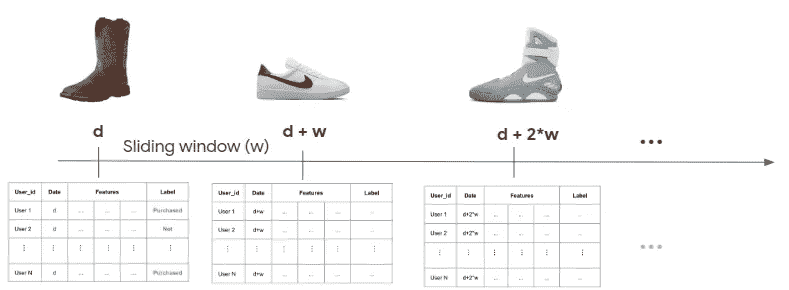 d
d + w
d + 2*w
...
Sliding window (w)
User_id Date Features Label
User 1 d ... ... ... Purchased
User 2 d ... ... ... Not
⋮ ⋮ ⋮ ⋮ ⋮ ⋮
User N d ... ... ... Purchased
User_id Date Features Label
User 1 d+w ... ... ... ..
User 2 d+w ... ... ... ..
⋮ ⋮ ⋮ ⋮ ⋮ ⋮
User N d+w ... ... ... ..
User_id Date Features Label
User 1 d+2*w ... ... ... ..
User 2 d+2*w ... ... ... ..
⋮ ⋮ ⋮ ⋮ ⋮ ⋮
User N d+2*w ... ... ... ..
...